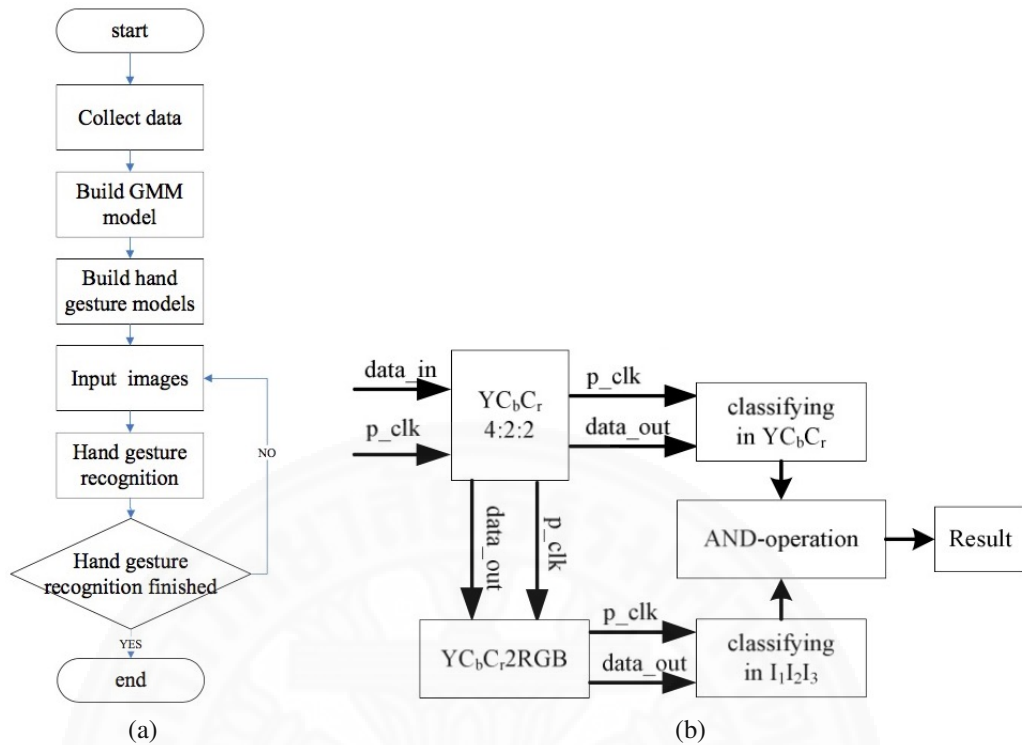 start
Collect data
Build GMM
model
Build hand
gesture models
Input images
Hand gesture
recognition
NO
Hand gesture
recognition finished
YES
end
(a)
data_in
p_clk
YCbCr
4:2:2
p_clk
data_out
classifying
in YCbCr
data_out
p_clk
AND-operation
Result
YCbCr2RGB
p_clk
data_out
classifying
in I1I2I3
(b)